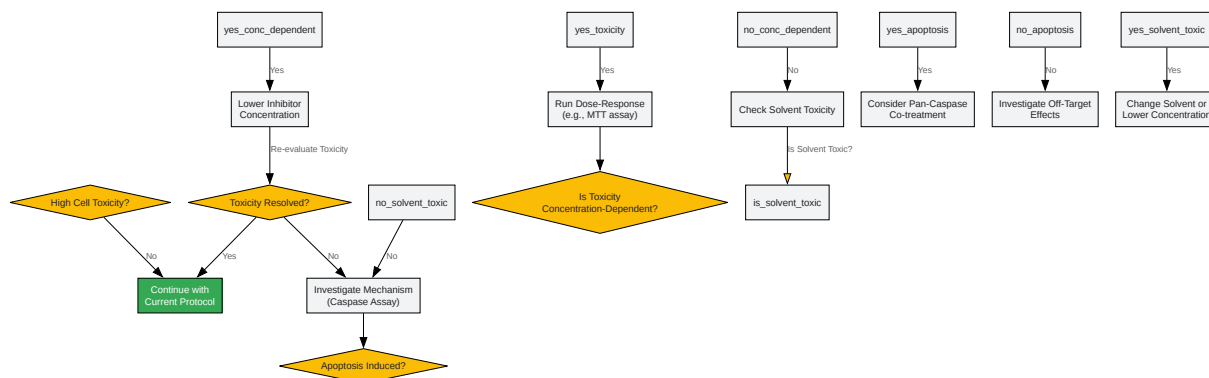 yes_conc_dependent
yes_toxicity
no_conc_dependent
yes_apoptosis
no_apoptosis
yes_solvent_toxic
Yes
Yes
No
Yes
No
Yes
Lower Inhibitor
Concentration
Run Dose-Response
(e.g., MTT assay)
Check Solvent Toxicity
Consider Pan-Caspase
Co-treatment
Investigate Off-Target
Effects
Change Solvent or
Lower Concentration
Re-evaluate Toxicity
Is Solvent Toxic?
High Cell Toxicity?
Toxicity Resolved?
no_solvent_toxic
Is Toxicity
Concentration-Dependent?
is_solvent_toxic
No
Yes
No
No
Continue with
Current Protocol
Investigate Mechanism
(Caspase Assay)
Apoptosis Induced?